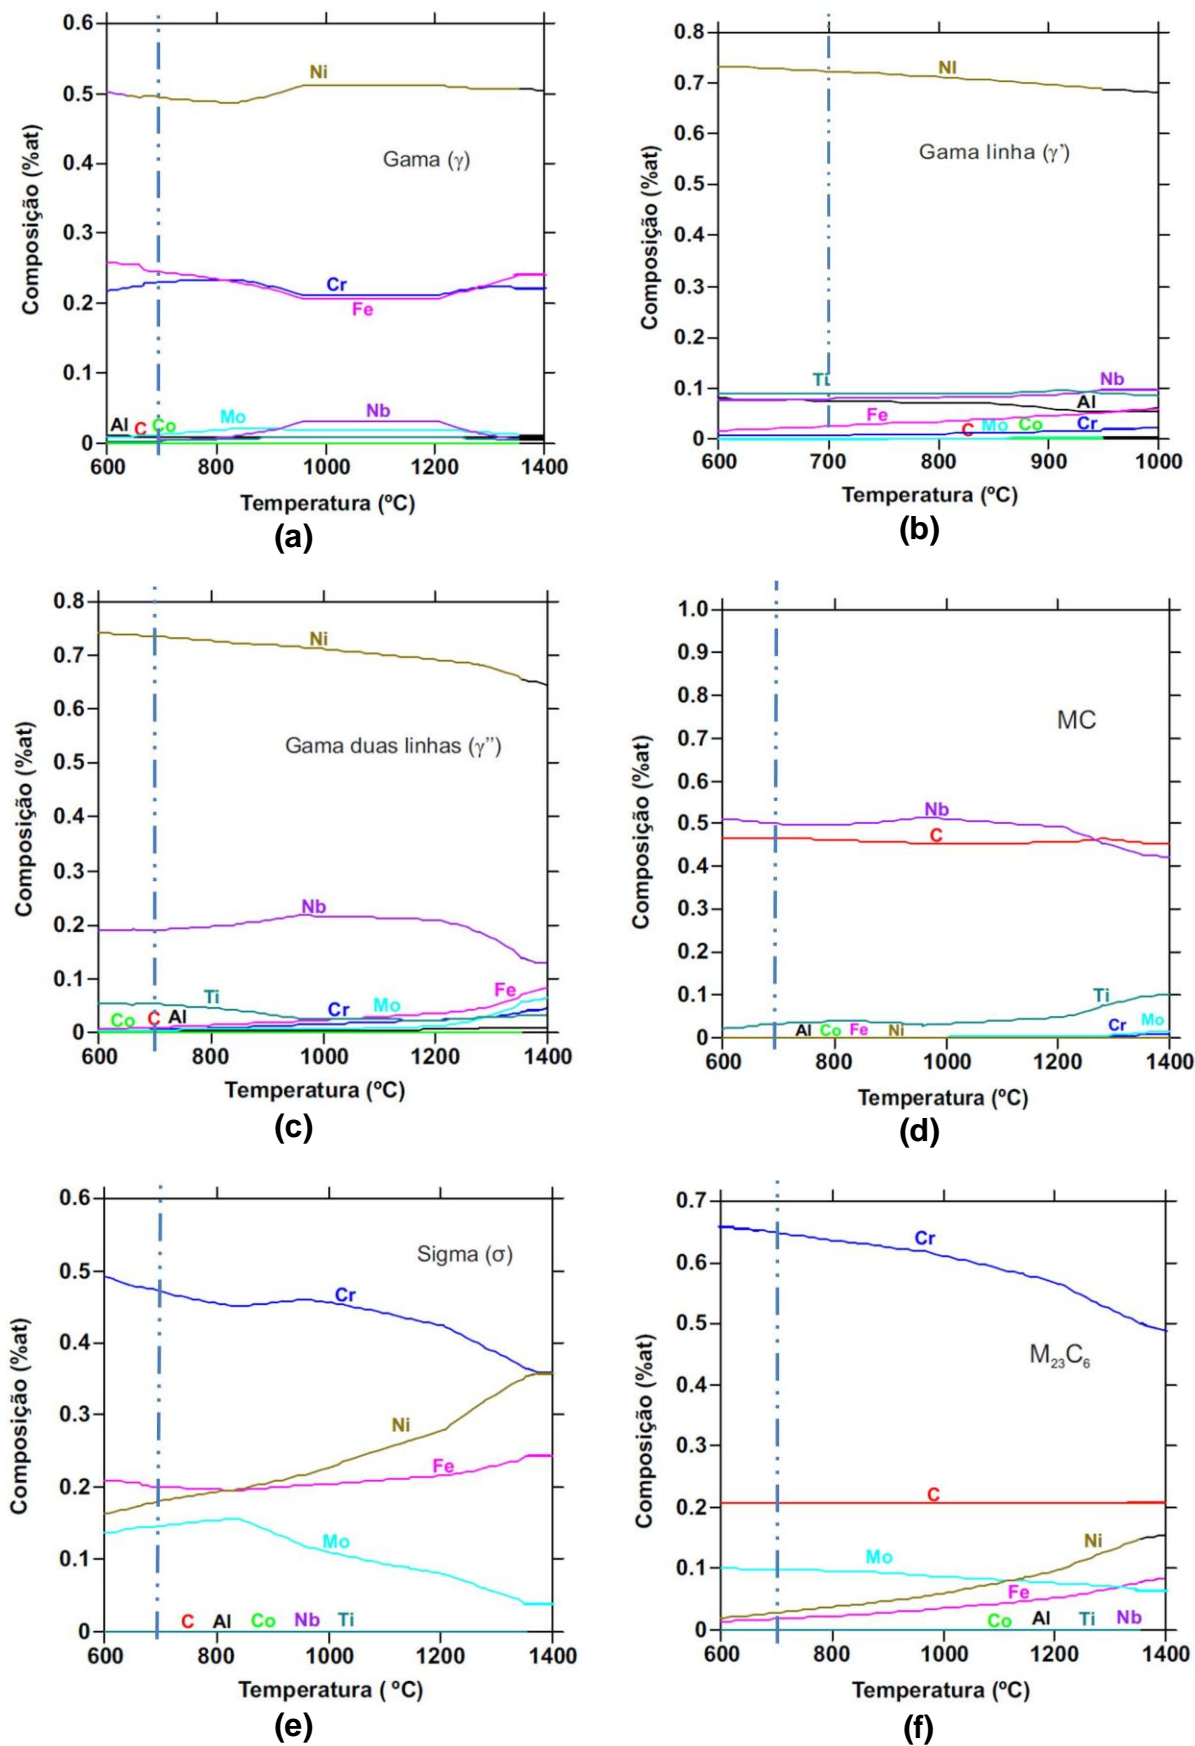 0.6
0.5
0.4
0.3
0.2
0.1
0
Composição (%at)
Ni
Gama (γ)
Cr
Fe
Nb
Mo
Al C Co
600 800 1000 1200 1400
Temperatura (ºC)
(a)
0.8
0.7
0.6
0.5
0.4
0.3
0.2
0.1
0
Composição (%at)
NI
Gama linha (γ')
Ti
Nb
Al
Fe
C Mo Co Cr
600 700 800 900 1000
Temperatura (ºC)
(b)
0.8
0.7
0.6
0.5
0.4
0.3
0.2
0.1
0
Composição (%at)
Ni
Gama duas linhas (γ’’)
Nb
Ti
Fe
Mo
Cr
Co C Al
600 800 1000 1200 1400
Temperatura (ºC)
(c)
1.0
0.9
0.8
0.7
0.6
0.5
0.4
0.3
0.2
0.1
0
Composição (%at)
MC
Nb
C
Ti
Mo
Cr
Al Co Fe Ni
600 800 1000 1200 1400
Temperatura (ºC)
(d)
0.6
0.5
0.4
0.3
0.2
0.1
0
Composição (%at)
Sigma (σ)
Cr
Ni
Fe
Mo
C Al Co Nb Ti
600 800 1000 1200 1400
Temperatura ( ºC)
(e)
0.7
0.6
0.5
0.4
0.3
0.2
0.1
0
Composição (%at)
Cr
M23C6
C
Ni
Mo
Fe
Co Al Ti Nb
600 800 1000 1200 1400
Temperatura (ºC)
(f)